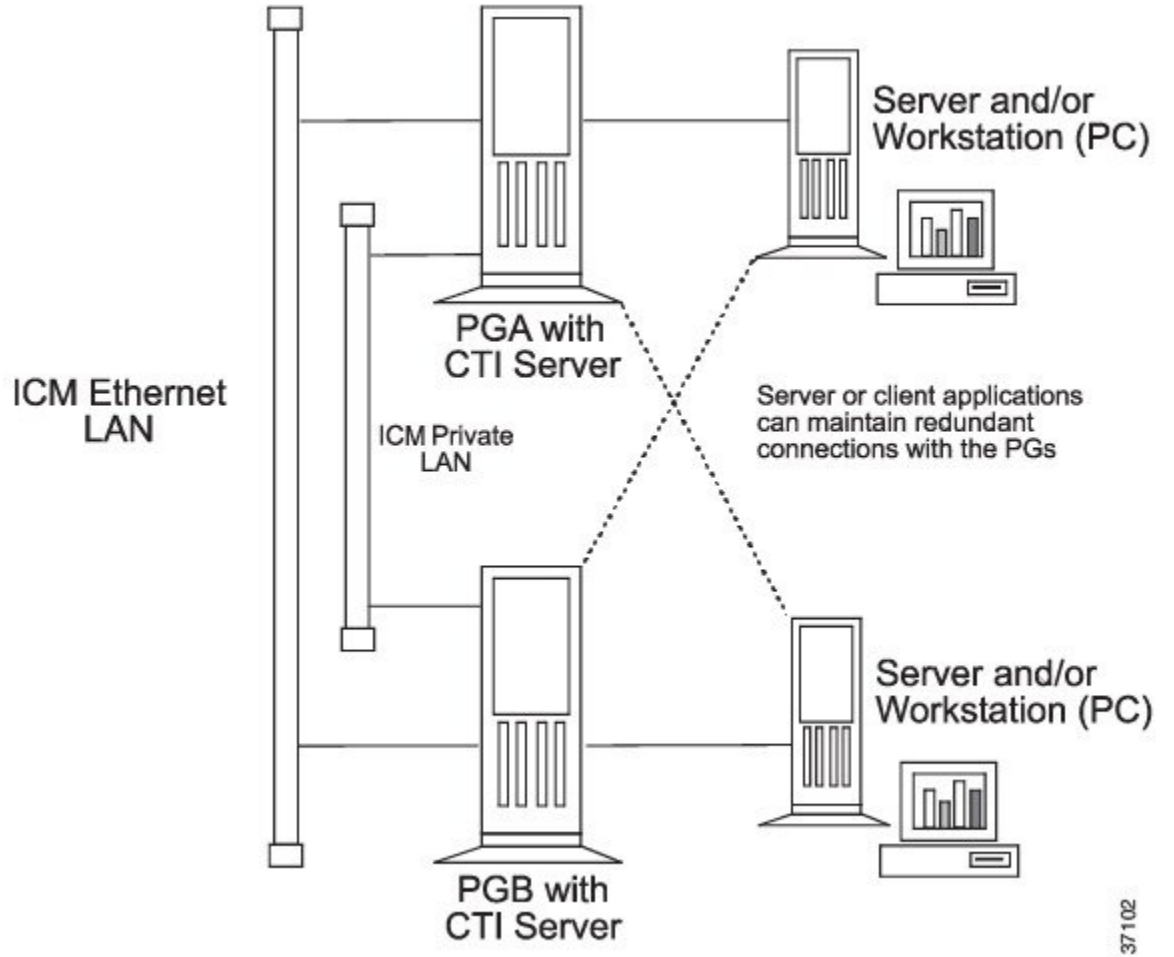 Server and/or
Workstation (PC)
PGA with
CTI Server
ICM Ethernet
LAN
ICM Private
LAN
Server or client applications
can maintain redundant
connections with the PGs
Server and/or
Workstation (PC)
PGB with
CTI Server
37102